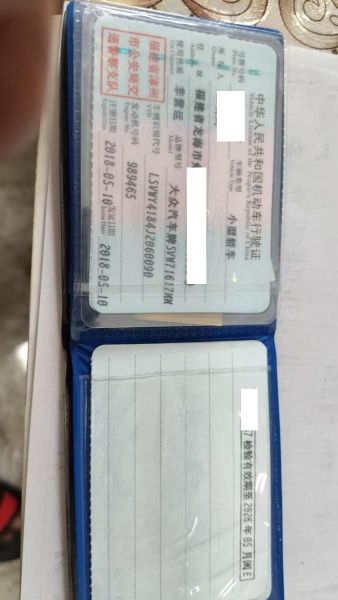 中华人民共和国机动车行驶证
Vehicle License of the People's Republic of China
号牌号码
Plate No.
车辆类型
Vehicle Type
小型轿车
所有人
Owner
住址
Address
福建省龙海市
使用性质
Use Character
非营运
品牌型号
Model
大众汽车牌SVW71617MM
福建省漳州
市公安局交
通警察支队
车辆识别代号
VIN
LSVWY4184J2060090
发动机号码
Engine No.
989465
注册日期
Register Date
2018-05-10
发证日期
Issue Date
2018-05-10
检验有效期至2026年05月闽E